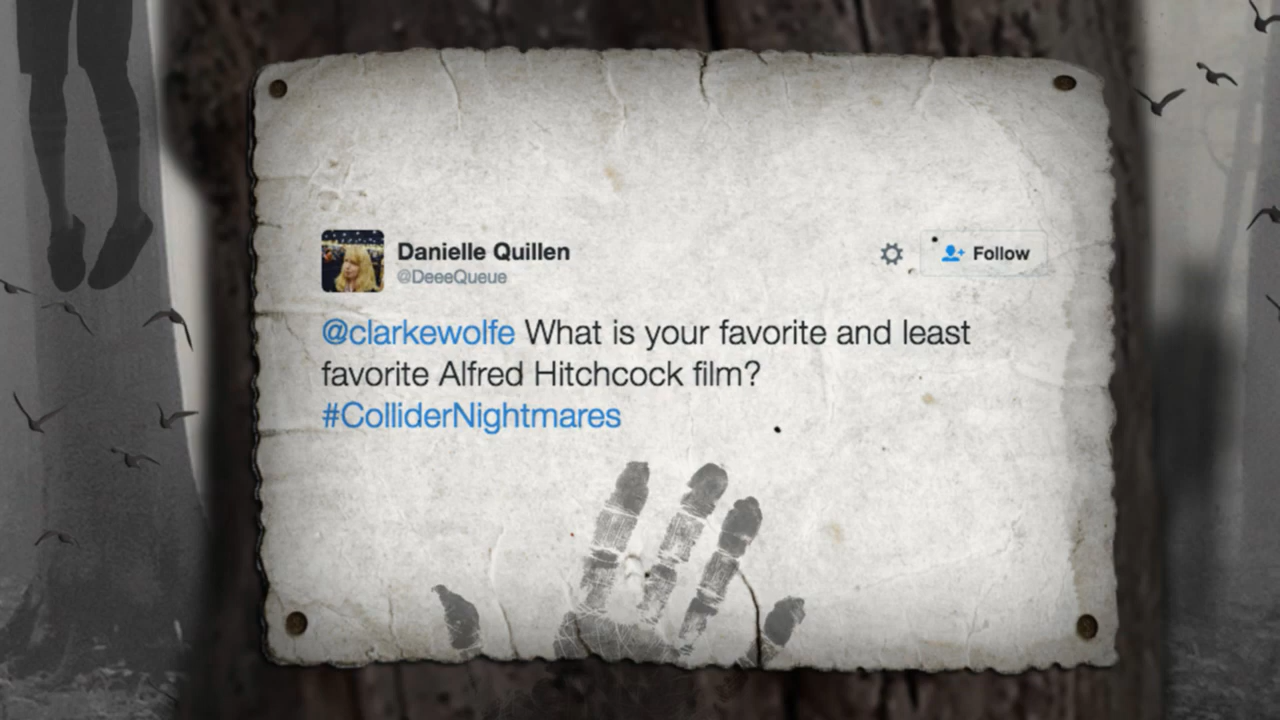 Danielle Quillen
@DeeeQueue
Follow
@clarkewolfe What is your favorite and least
favorite Alfred Hitchcock film?
#ColliderNightmares